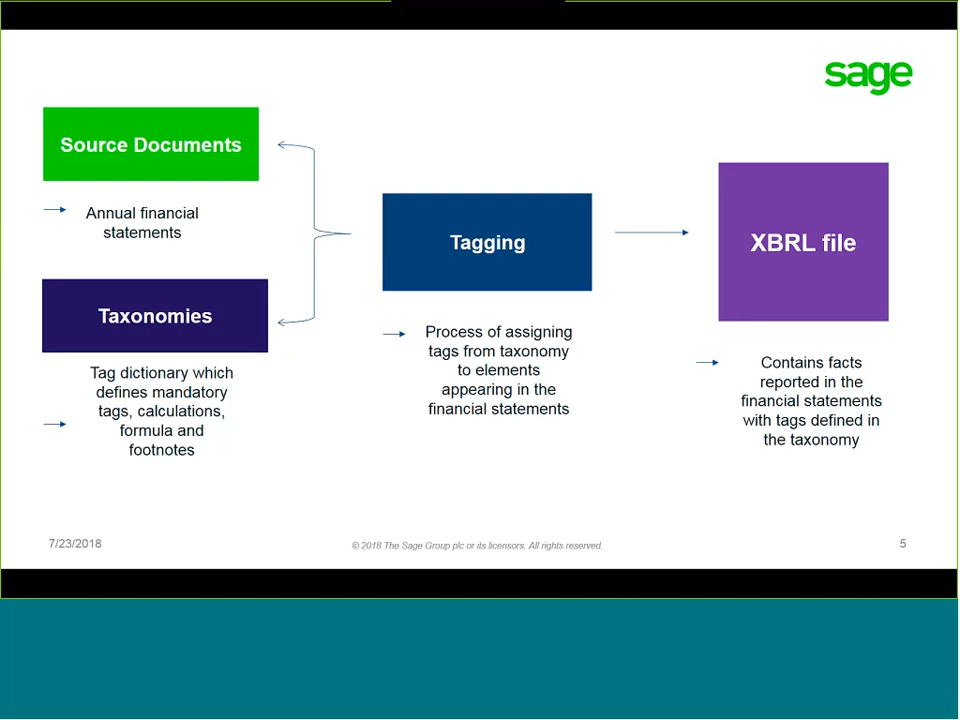 sage
Source Documents
Annual financial
statements
Taxonomies
Tag dictionary which
defines mandatory
tags, calculations,
formula and
footnotes
Tagging
Process of assigning
tags from taxonomy
to elements
appearing in the
financial statements
XBRL file
Contains facts
reported in the
financial statements
with tags defined in
the taxonomy
7/23/2018
© 2018 The Sage Group plc or its licensors. All rights reserved.
5